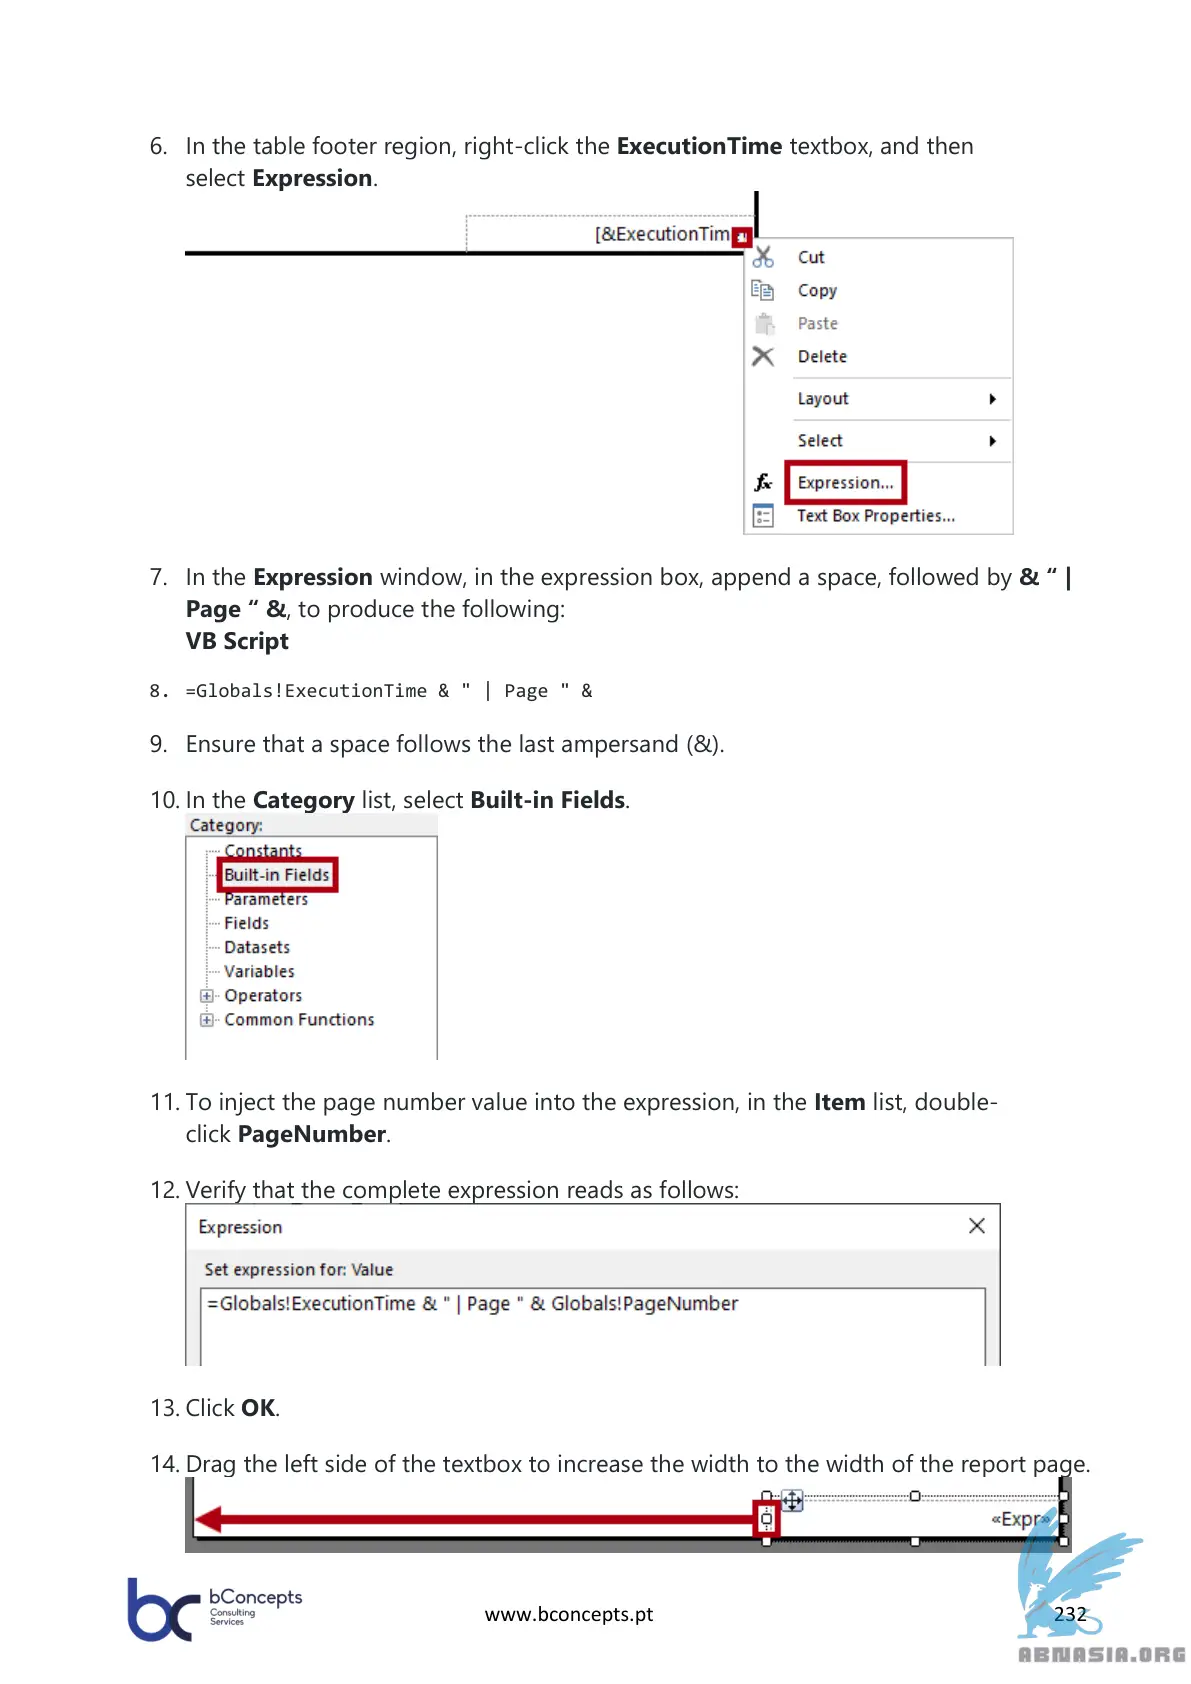 6. In the table footer region, right-click the ExecutionTime textbox, and then
select Expression.
[&ExecutionTim
Cut
Copy
Paste
Delete
Layout
Select
Expression...
Text Box Properties...
7. In the Expression window, in the expression box, append a space, followed by & “ |
Page “ &, to produce the following:
VB Script
8. =Globals!ExecutionTime & " | Page " &
9. Ensure that a space follows the last ampersand (&).
10. In the Category list, select Built-in Fields.
Category:
Constants
Built-in Fields
Parameters
Fields
Datasets
Variables
Operators
Common Functions
11. To inject the page number value into the expression, in the Item list, double-
click PageNumber.
12. Verify that the complete expression reads as follows:
Expression
Set expression for: Value
=Globals!ExecutionTime & " | Page " & Globals!PageNumber
13. Click OK.
14. Drag the left side of the textbox to increase the width to the width of the report page.
«Expr»
bc bConcepts
Consulting
Services
www.bconcepts.pt
232
ABNASIA.ORG